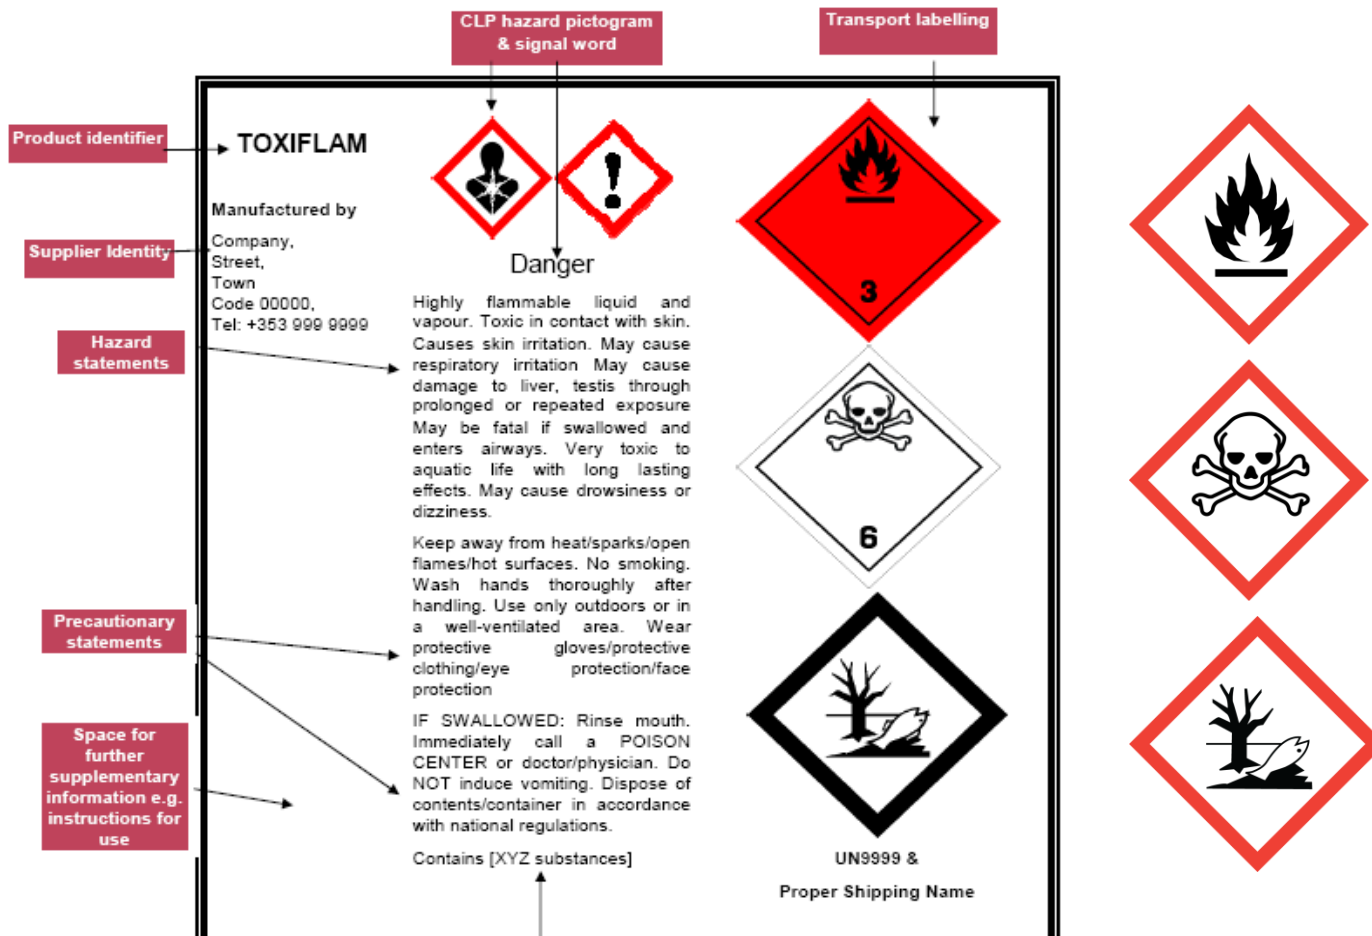 CLP hazard pictogram
& signal word
Transport labelling
Product identifier
TOXIFLAM
Manufactured by
Supplier Identity
Company,
Street,
Town
Code 00000,
Tel: +353 999 9999
Hazard
statements
Danger
Highly flammable liquid and
vapour. Toxic in contact with skin.
Causes skin irritation. May cause
respiratory irritation May cause
damage to liver, testis through
prolonged or repeated exposure
May be fatal if swallowed and
enters airways. Very toxic to
aquatic life with long lasting
effects. May cause drowsiness or
dizziness.
Keep away from heat/sparks/open
flames/hot surfaces. No smoking.
Wash hands thoroughly after
handling. Use only outdoors or in
a well-ventilated area. Wear
protective gloves/protective
clothing/eye protection/face
protection
Precautionary
statements
IF SWALLOWED: Rinse mouth.
Immediately call a POISON
CENTER or doctor/physician. Do
NOT induce vomiting. Dispose of
contents/container in accordance
with national regulations.
Space for
further
supplementary
information e.g.
instructions for
use
Contains [XYZ substances]
3
6
UN9999 &
Proper Shipping Name